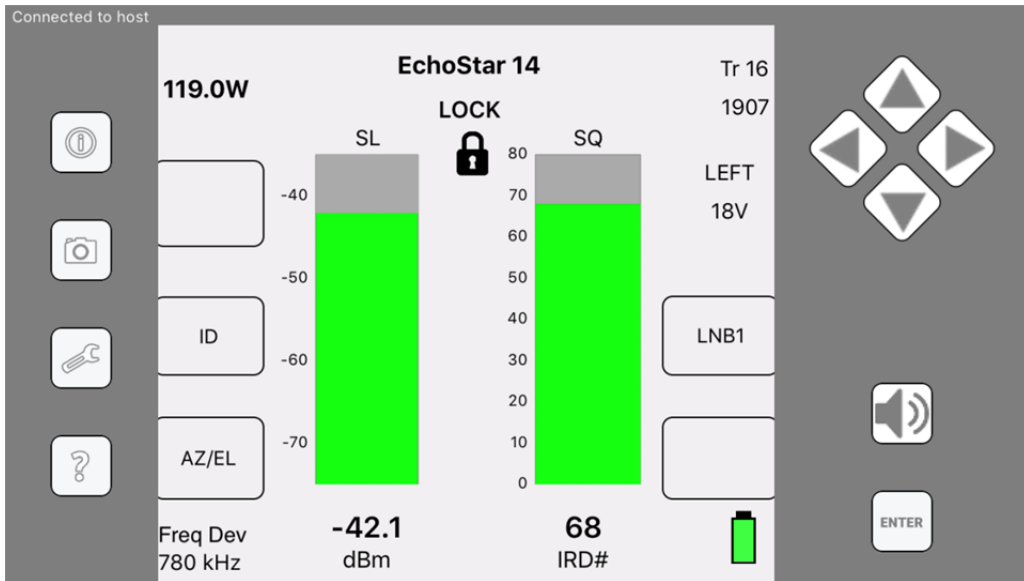 Connected to host
EchoStar 14
119.0W
Tr 16
LOCK
1907
SL
SQ
80
-40
70
LEFT
18V
60
-50
50
40
ID
LNB1
-60
30
20
-70
10
AZ/EL
0
-42.1
68
Freq Dev
780 kHz
dBm
IRD#
ENTER
?